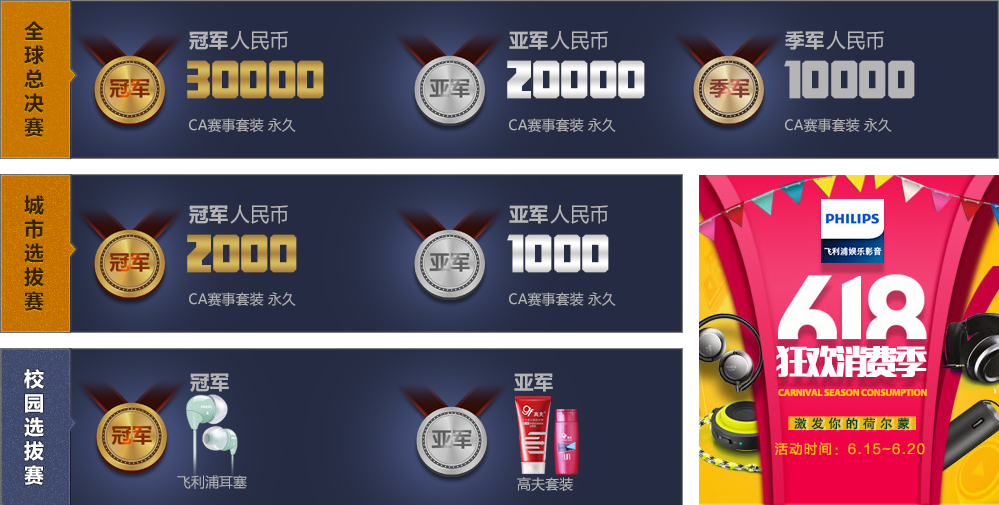 全球总决赛
冠军
冠军人民币
30000
CA赛事套装 永久
亚军
亚军人民币
20000
CA赛事套装 永久
季军
季军人民币
10000
CA赛事套装 永久
城市选拔赛
冠军
冠军人民币
2000
CA赛事套装 永久
亚军
亚军人民币
1000
CA赛事套装 永久
校园选拔赛
冠军
冠军
飞利浦耳塞
亚军
亚军
高夫
高夫套装
PHILIPS
飞利浦娱乐影音
618
狂欢消费季
CARNIVAL SEASON CONSUMPTION
激发你的荷尔蒙
活动时间：6.15~6.20